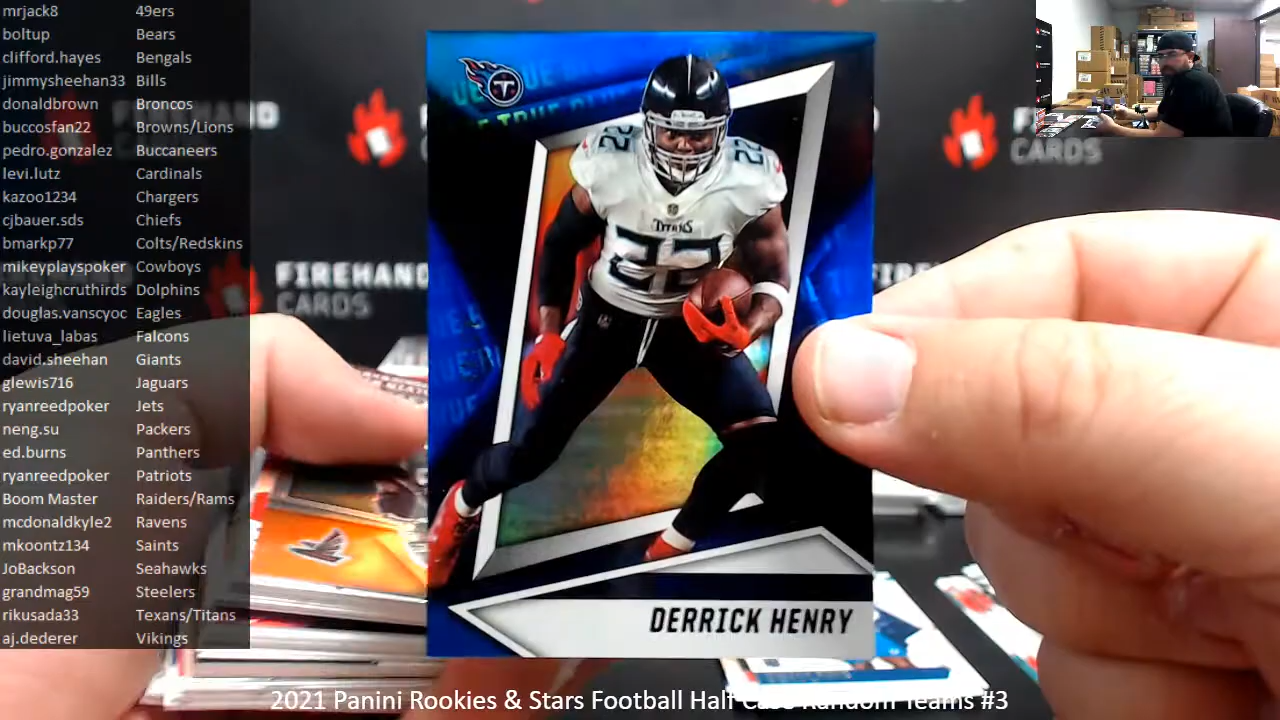 mrjack8 49ers
boltup Bears
clifford.hayes Bengals
jimmysheehan33 Bills
donaldbrown Broncos
buccosfan22 Browns/Lions
pedro.gonzalez Buccaneers
levi.lutz Cardinals
kazoo1234 Chargers
cjbauer.sds Chiefs
bmarkp77 Colts/Redskins
mikeyplayspoker Cowboys
kayleighcruthirds Dolphins
douglas.vanscyoc Eagles
lietuva_labas Falcons
david.sheehan Giants
glewis716 Jaguars
ryanreedpoker Jets
neng.su Packers
ed.burns Panthers
ryanreedpoker Patriots
Boom Master Raiders/Rams
mcdonaldkyle2 Ravens
mkoontz134 Saints
JoBackson Seahawks
grandmag59 Steelers
rikusada33 Texans/Titans
aj.dederer Vikings
FIREHAND
CARDS
CARDS
TRUE
22
22
TITANS
22
DERRICK HENRY
2021 Panini Rookies & Stars Football Half Case Random Teams #3